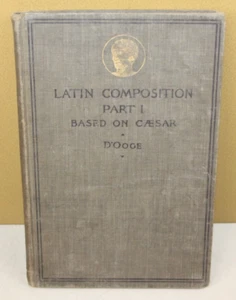 LATIN COMPOSITION
PART I
BASED ON CÆSAR
D'OOGE